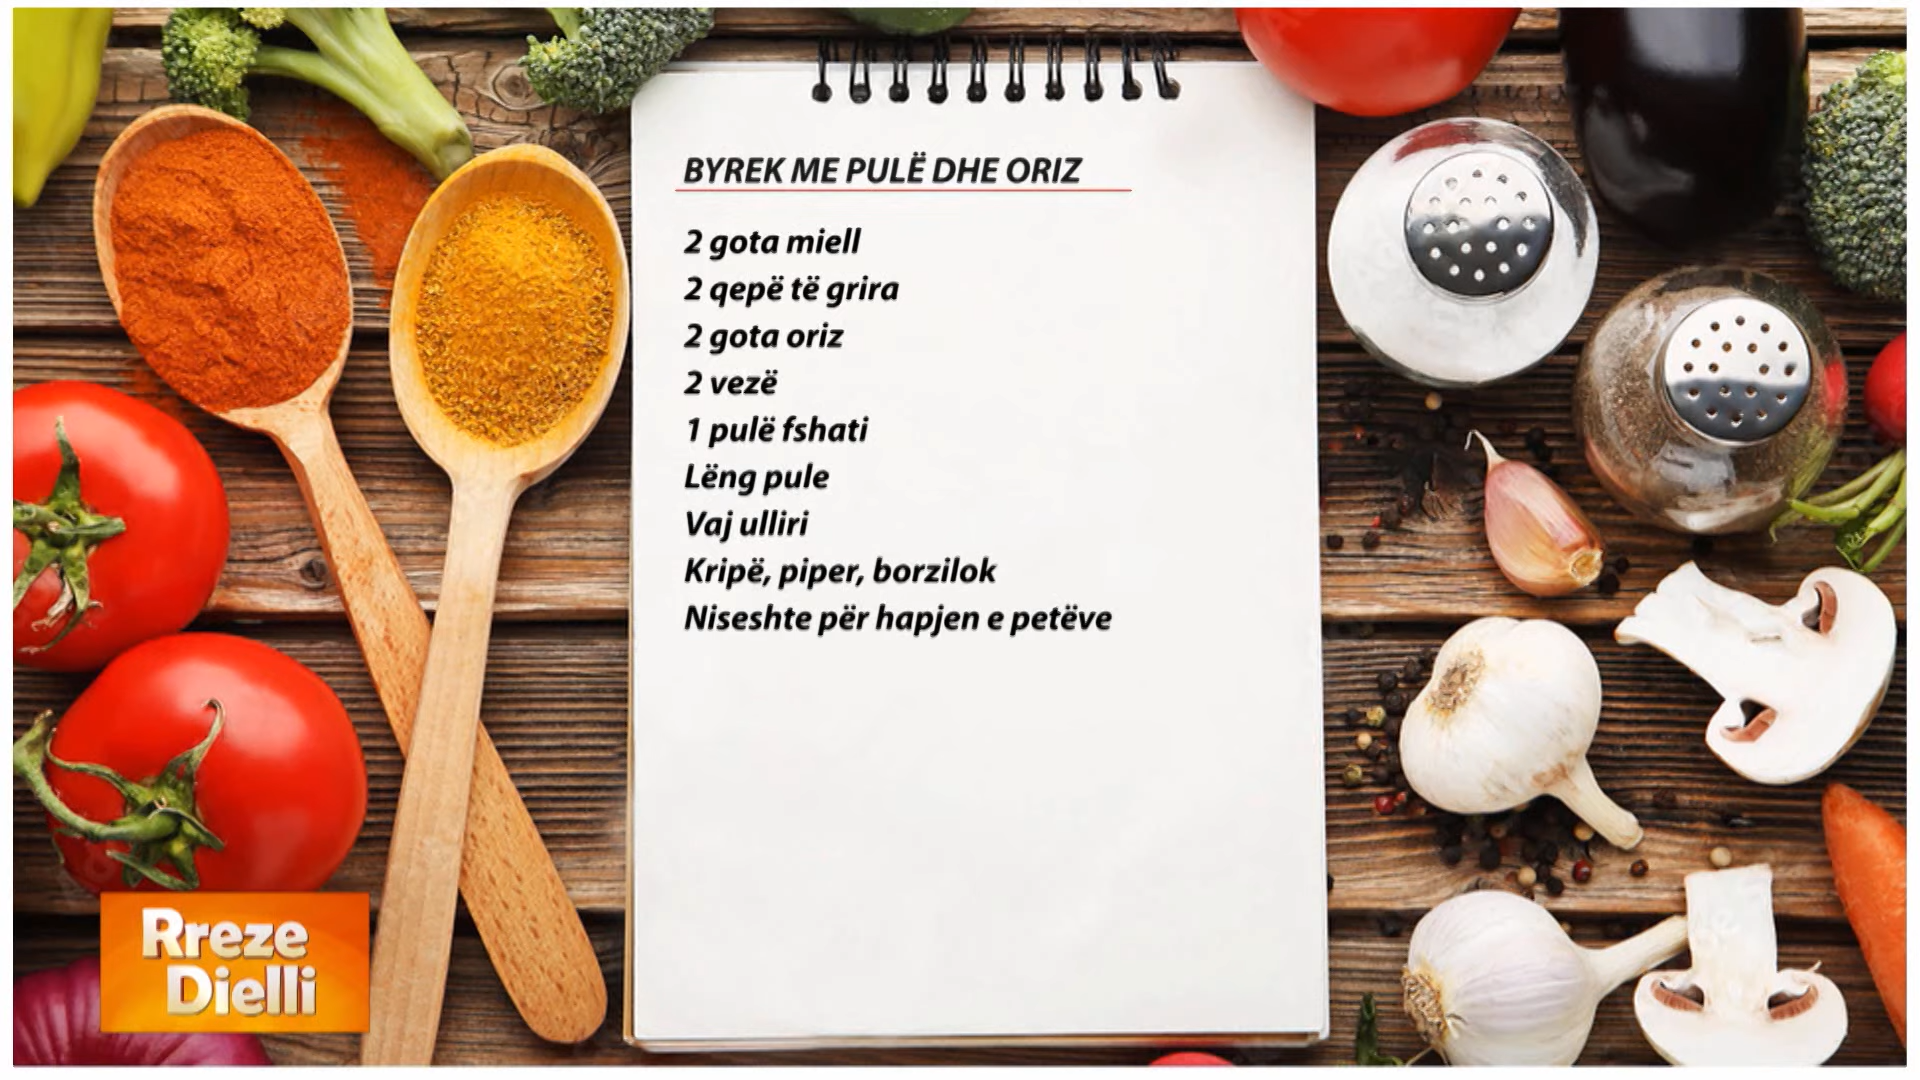 BYREK ME PULË DHE ORIZ
2 gota miell
2 qepë të grira
2 gota oriz
2 vezë
1 pulë fshati
Lëng pule
Vaj ulliri
Kripë, piper, borzilok
Niseshte për hapjen e petëve
Rreze
Dielli